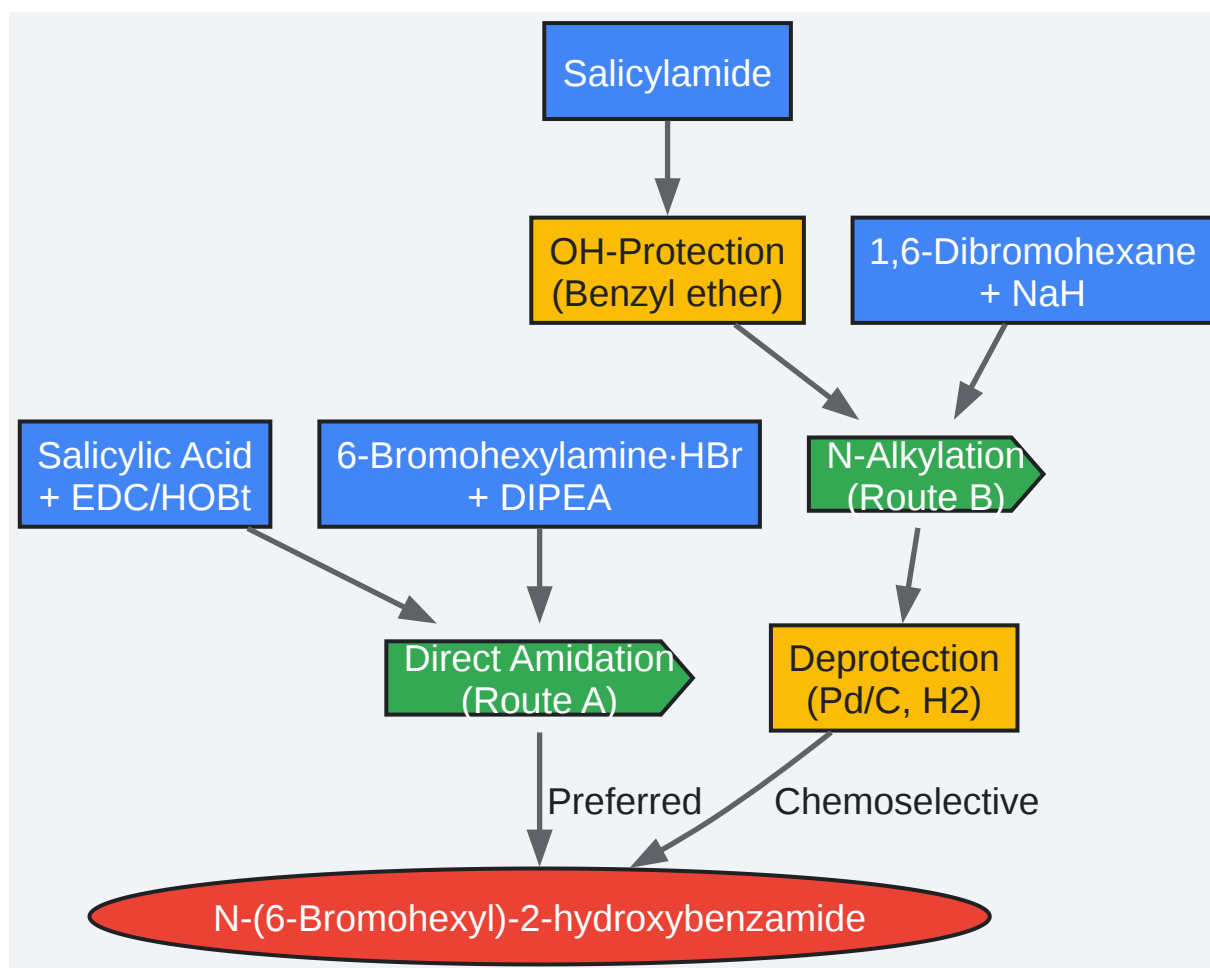 Salicylamide
OH-Protection
(Benzyl ether)
1,6-Dibromohexane
+ NaH
Salicylic Acid
+ EDC/HOBt
6-Bromohexylamine·HBr
+ DIPEA
N-Alkylation
(Route B)
Direct Amidation
(Route A)
Deprotection
(Pd/C, H2)
Preferred
Chemoselective
N-(6-Bromohexyl)-2-hydroxybenzamide